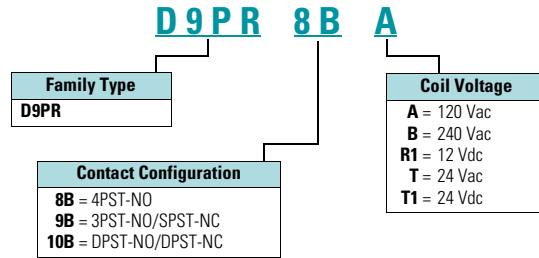 D9PR 8B A
Family Type
D9PR
Contact Configuration
8B = 4PST-NO
9B = 3PST-NO/SPST-NC
10B = DPST-NO/DPST-NC
Coil Voltage
A = 120 Vac
B = 240 Vac
R1 = 12 Vdc
T = 24 Vac
T1 = 24 Vdc